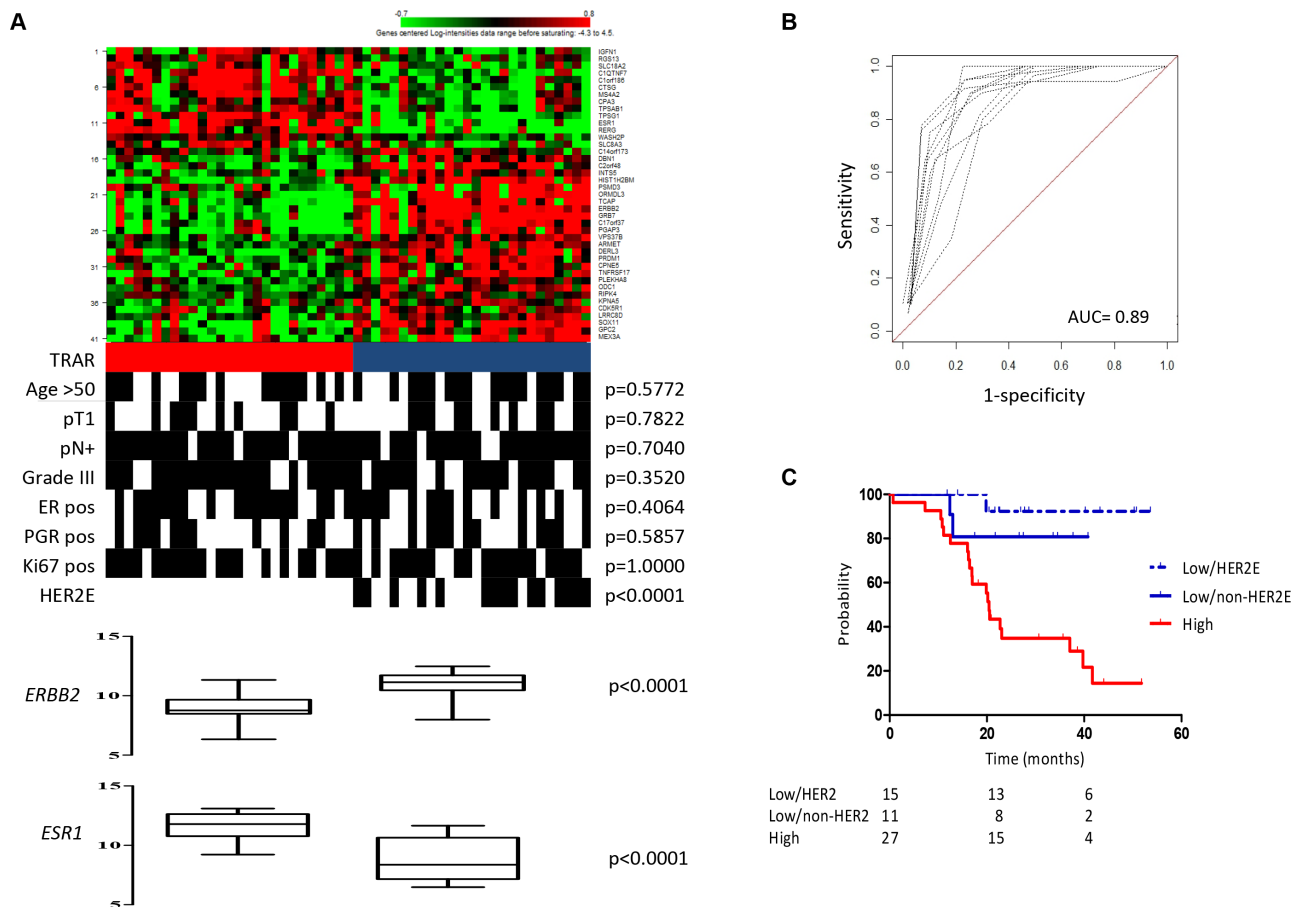 A
-0.7 0.8
Genes centered Log-intensities data range before saturating: -4.3 to 4.5.
1
6
11
16
21
26
31
36
41
IGFN1
RGS13
SLC18A2
C1QTNF7
C1orf186
CTSG
MS4A2
CPA3
TPSAB1
TPSG1
ESR1
RERG
WASH2P
SLC8A3
C14orf173
DBN1
C2orf48
INTS5
HIST1H2BM
PSMD3
ORMDL3
TCAP
ERBB2
GRB7
C17orf37
PGAP3
VPS37B
ARMET
DERL3
PRDM1
CPNE5
TNFRSF17
PLEKHA8
ODC1
RIPK4
KPNA5
CDK5R1
LRRC8D
SOX11
GPC2
MEX3A
TRAR
Age >50 p=0.5772
pT1 p=0.7822
pN+ p=0.7040
Grade III p=0.3520
ER pos p=0.4064
PGR pos p=0.5857
Ki67 pos p=1.0000
HER2E p<0.0001
15
10
5
ERBB2
p<0.0001
15
10
5
ESR1
p<0.0001
B
Sensitivity
1.0
0.8
0.6
0.4
0.2
0.0
AUC= 0.89
0.0 0.2 0.4 0.6 0.8 1.0
1-specificity
C
Probability
100
80
60
40
20
0
0 20 40 60
Time (months)
Low/HER2E
Low/non-HER2E
High
Low/HER2 15 13 6
Low/non-HER2 11 8 2
High 27 15 4